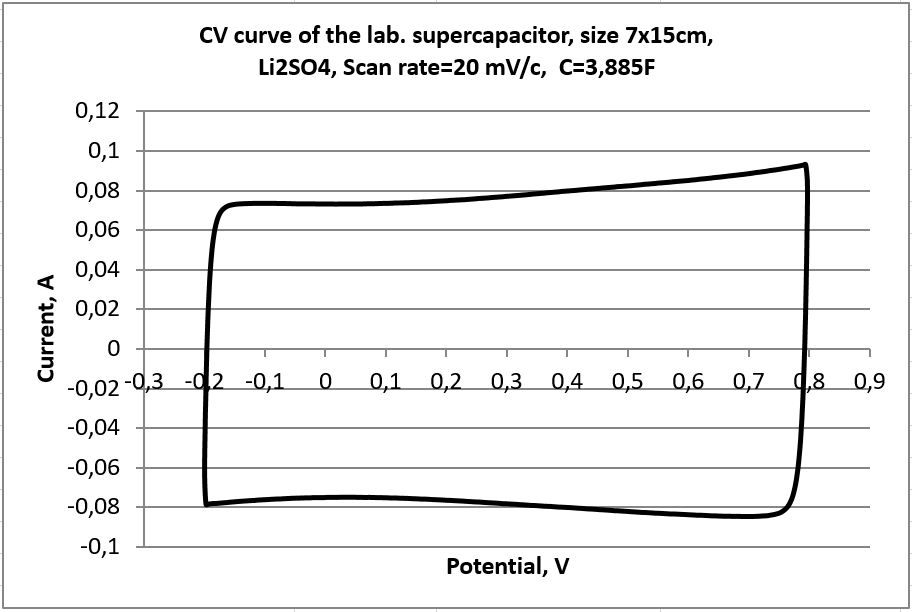 CV curve of the lab. supercapacitor, size 7x15cm,
Li2SO4, Scan rate=20 mV/c,  C=3,885F
0,12
0,1
0,08
0,06
0,04
0,02
0
-0,02
-0,04
-0,06
-0,08
-0,1
Current, A
-0,3 -0,2 -0,1 0 0,1 0,2 0,3 0,4 0,5 0,6 0,7 0,8 0,9
Potential, V